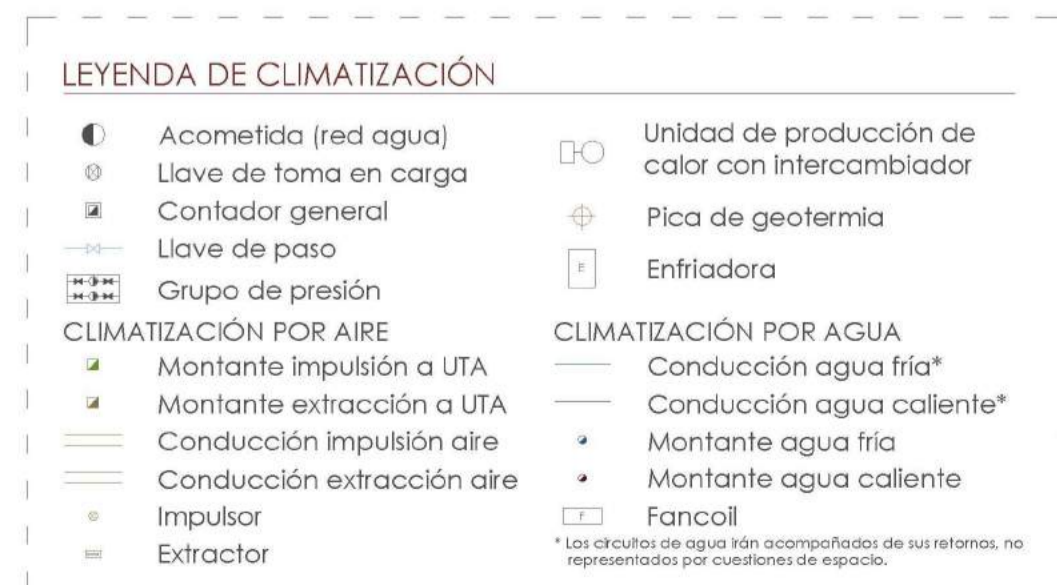 LEYENDA DE CLIMATIZACIÓN
Acometida (red agua)
Llave de toma en carga
Contador general
Llave de paso
Grupo de presión
Unidad de producción de
calor con intercambiador
Pica de geotermia
E
Enfriadora
CLIMATIZACIÓN POR AIRE
Montante impulsión a UTA
Montante extracción a UTA
Conducción impulsión aire
Conducción extracción aire
Impulsor
Extractor
CLIMATIZACIÓN POR AGUA
Conducción agua fría*
Conducción agua caliente*
Montante agua fría
Montante agua caliente
F
Fancoil
* Los circuitos de agua irán acompañados de sus retornos, no
representados por cuestiones de espacio.